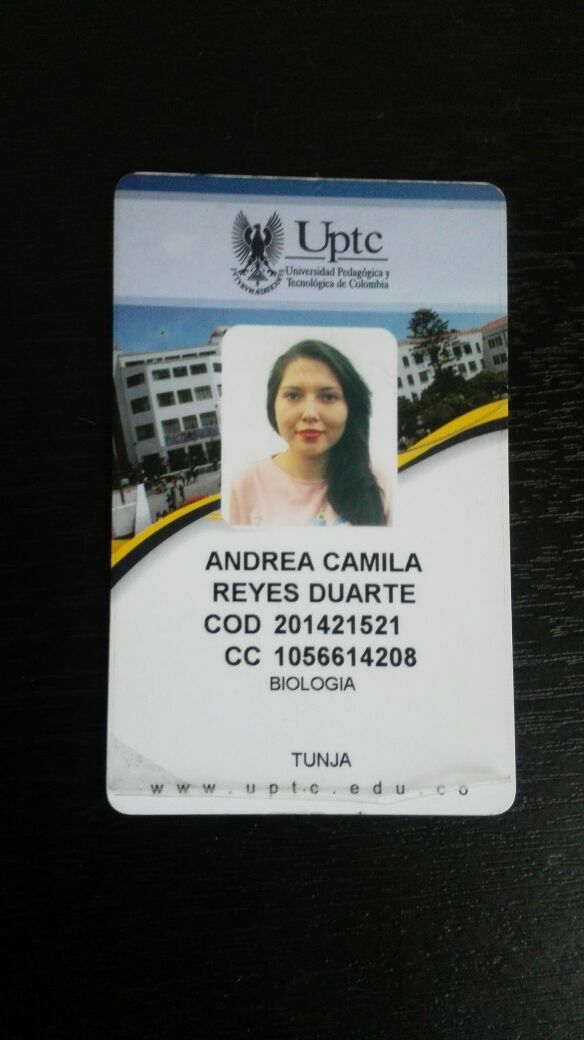 Uptc
Universidad Pedagógica y
Tecnológica de Colombia
ANDREA CAMILA
REYES DUARTE
COD 201421521
CC 1056614208
BIOLOGIA
TUNJA
www.uptc.edu.co